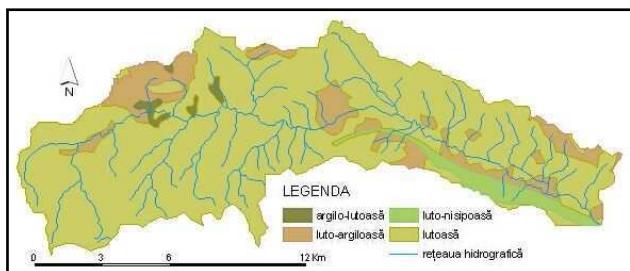 N
LEGENDA
argilo-lutoasă luto-nisipoasă
luto-argiloasă lutoasă
rețeaua hidrografică
0 3 6 12 Km